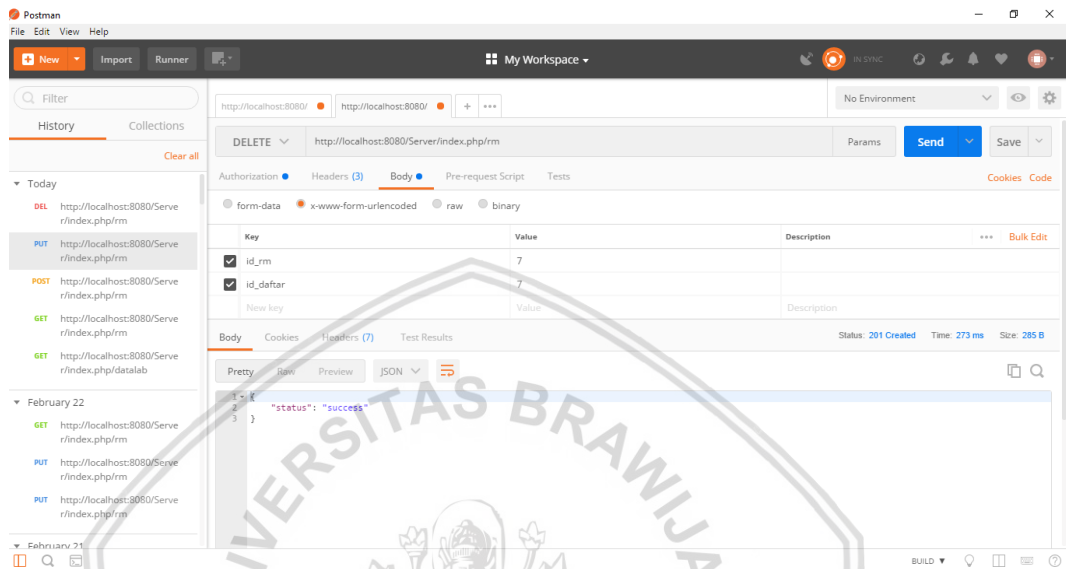 Postman
File Edit View Help
New Import Runner My Workspace IN SYNC
Filter
History Collections
Clear all
Today
DEL http://localhost:8080/Serve
r/index.php/rm
PUT http://localhost:8080/Serve
r/index.php/rm
POST http://localhost:8080/Serve
r/index.php/rm
GET http://localhost:8080/Serve
r/index.php/rm
GET http://localhost:8080/Serve
r/index.php/datalab
February 22
GET http://localhost:8080/Serve
r/index.php/rm
PUT http://localhost:8080/Serve
r/index.php/rm
PUT http://localhost:8080/Serve
r/index.php/rm
February 21
http://localhost:8080/ http://localhost:8080/ + •••
No Environment
DELETE http://localhost:8080/Server/index.php/rm Params Send Save
Authorization Headers (3) Body Pre-request Script Tests Cookies Code
form-data x-www-form-urlencoded raw binary
Key Value Description ••• Bulk Edit
id_rm 7
id_daftar 7
New key Value Description
Body Cookies Headers (7) Test Results Status: 201 Created Time: 273 ms Size: 285 B
Pretty Raw Preview JSON
1 {
2 "status": "success"
3 }
VERSITAS BRAWIJA
BUILD